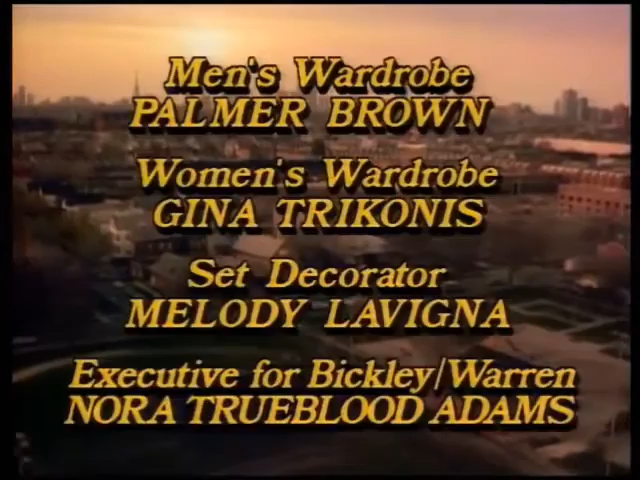 Men's Wardrobe
PALMER BROWN
Women's Wardrobe
GINA TRIKONIS
Set Decorator
MELODY LAVIGNA
Executive for Bickley/Warren
NORA TRUEBLOOD ADAMS